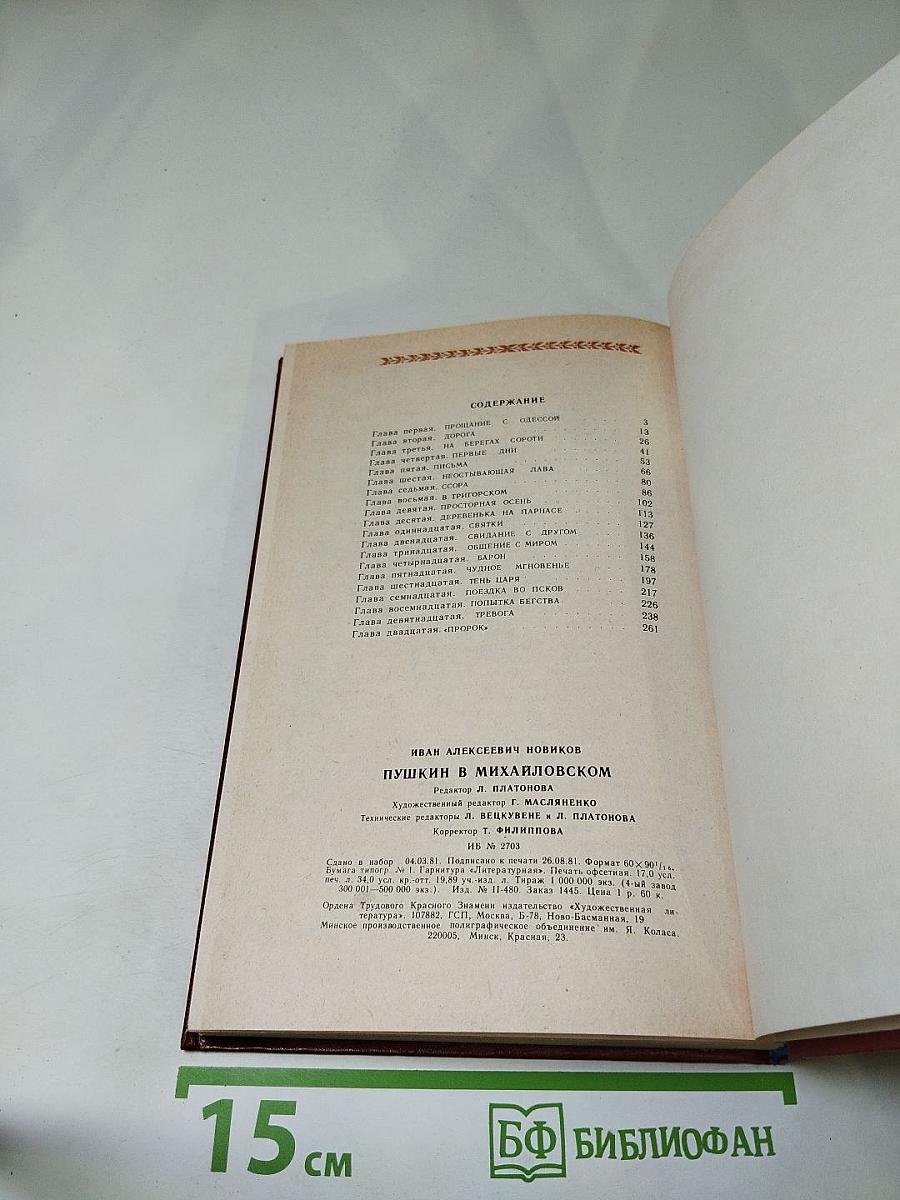 СОДЕРЖАНИЕ
Глава первая. ПРОЩАНИЕ С ОДЕССОЙ 3
Глава вторая. ДОРОГА 13
Глава третья. НА БЕРЕГАХ СОРОТИ 26
Глава четвертая. ПЕРВЫЕ ДНИ 41
Глава пятая. ПИСЬМА 53
Глава шестая. НЕОСТЫВАЮЩАЯ ЛАВА 66
Глава седьмая. ССОРА 80
Глава восьмая. В ТРИГОРСКОМ 86
Глава девятая. ПРОСТОРНАЯ ОСЕНЬ 102
Глава десятая. ДЕРЕВЕНЬКА НА ПАРНАСЕ 113
Глава одиннадцатая. СВЯТКИ 127
Глава двенадцатая. СВИДАНИЕ С ДРУГОМ 136
Глава тринадцатая. ОБЩЕНИЕ С МИРОМ 144
Глава четырнадцатая. БАРОН 158
Глава пятнадцатая. ЧУДНОЕ МГНОВЕНЬЕ 178
Глава шестнадцатая. ТЕНЬ ЦАРЯ 197
Глава семнадцатая. ПОЕЗДКА ВО ПСКОВ 217
Глава восемнадцатая. ПОПЫТКА БЕГСТВА 226
Глава девятнадцатая. ТРЕВОГА 238
Глава двадцатая. «ПРОРОК» 261
ИВАН АЛЕКСЕЕВИЧ НОВИКОВ
ПУШКИН В МИХАЙЛОВСКОМ
Редактор Л. ПЛАТОНОВА
Художественный редактор Г. МАСЛЯНЕНКО
Технические редакторы Л. ВЕЦКУВЕНЕ и Л. ПЛАТОНОВА
Корректор Т. ФИЛИППОВА
ИБ № 2703
Сдано в набор 04.03.81. Подписано к печати 26.08.81. Формат 60×90 1/16.
Бумага типогр. № 1. Гарнитура «Литературная». Печать офсетная. 17,0 усл.
печ. л. 34,0 усл. кр.-отт. 19,89 уч.-изд. л. Тираж 1 000 000 экз. (4-ый завод
300 001—500 000 экз.). Изд. № II-480. Заказ 1445. Цена 1 р. 60 к.
Ордена Трудового Красного Знамени издательство «Художественная ли-
тература». 107882, ГСП, Москва, Б-78, Ново-Басманная, 19
Минское производственное полиграфическое объединение им. Я. Коласа.
220005, Минск, Красная, 23.
15 см
БФ БИБЛИОФАН